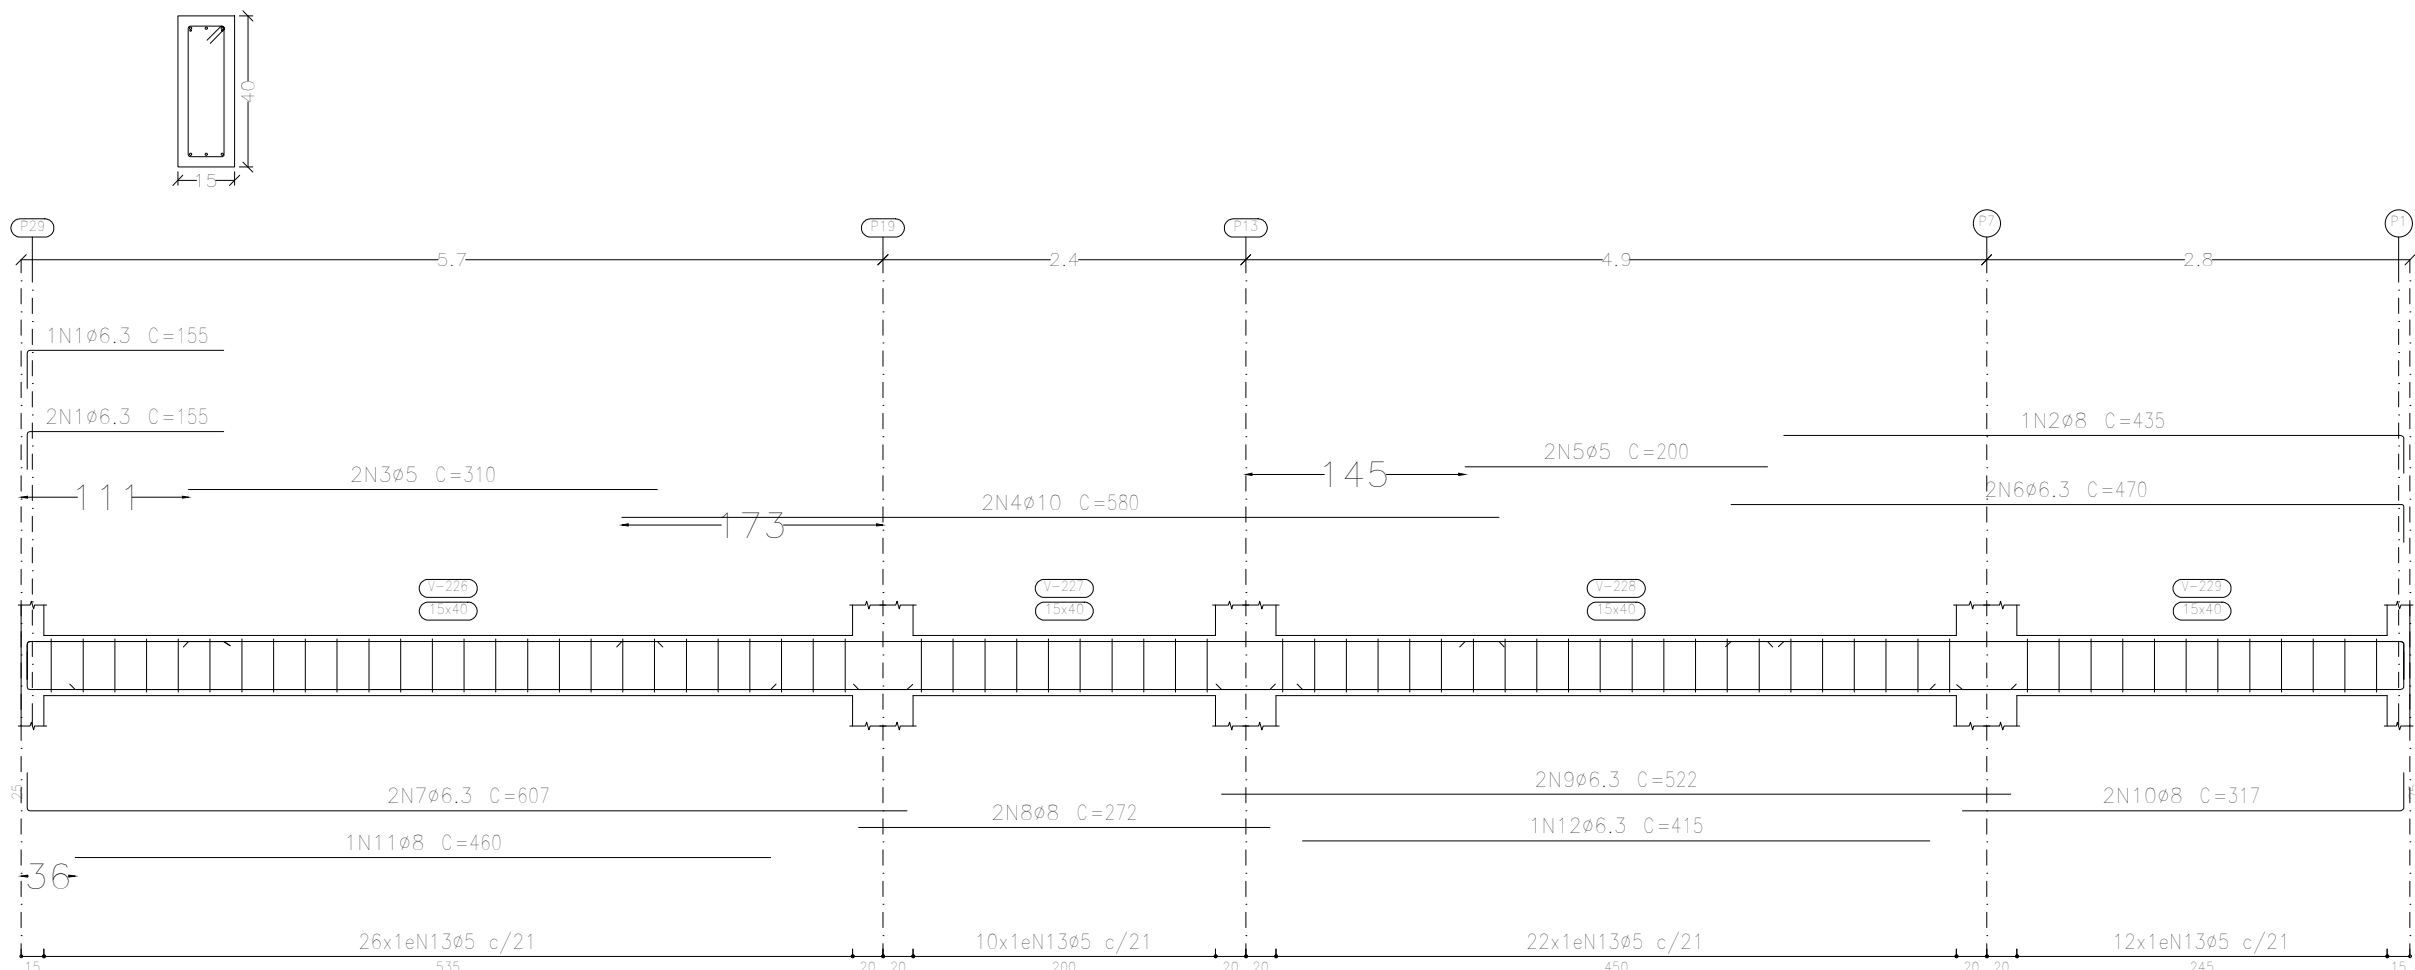 40
15
P29 P19 P13 P7 P1
5.7 2.4 4.9 2.8
1N1ø6.3 C=155
2N1ø6.3 C=155
1N2ø8 C=435
2N5ø5 C=200
145
2N3ø5 C=310
111
2N6ø6.3 C=470
2N4ø10 C=580
173
V-226 V-227 V-228 V-229
15x40 15x40 15x40 15x40
25
2N7ø6.3 C=607
2N9ø6.3 C=522
2N10ø8 C=317
2N8ø8 C=272
1N12ø6.3 C=415
1N11ø8 C=460
36
26x1eN13ø5 c/21 10x1eN13ø5 c/21 22x1eN13ø5 c/21 12x1eN13ø5 c/21
15 535 20 20 200 20 20 450 20 20 245 15